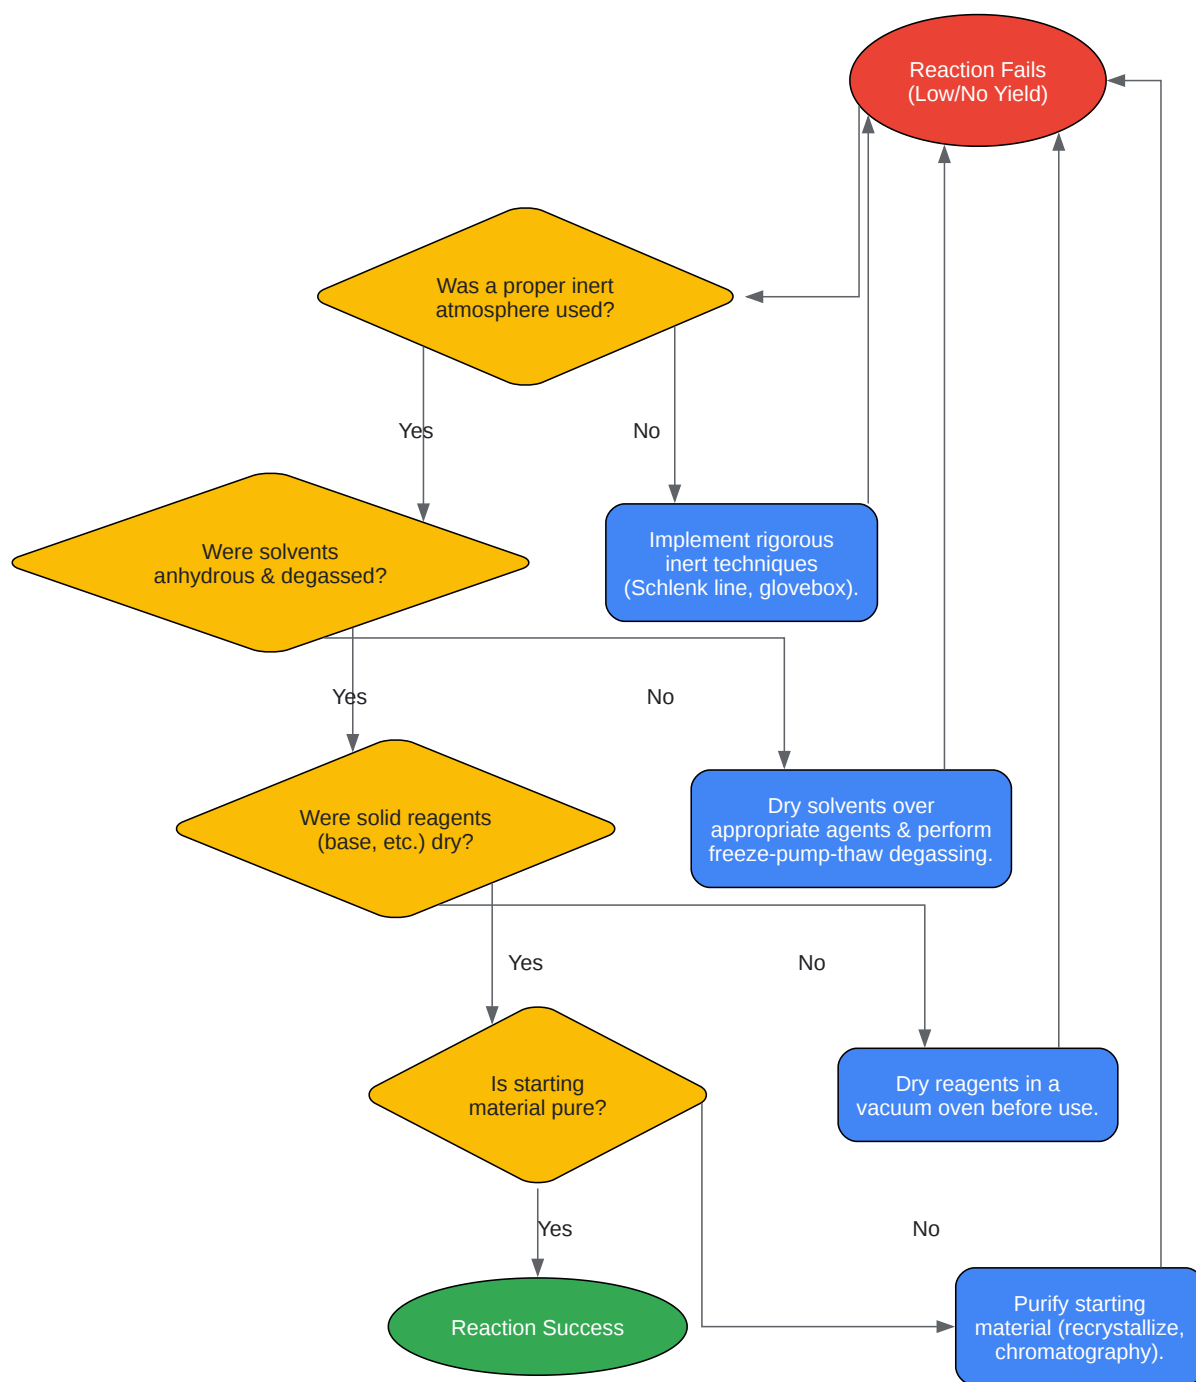 Reaction Fails
(Low/No Yield)
Was a proper inert
atmosphere used?
Yes
No
Were solvents
anhydrous & degassed?
Implement rigorous
inert techniques
(Schlenk line, glovebox).
Yes
No
Were solid reagents
(base, etc.) dry?
Dry solvents over
appropriate agents & perform
freeze-pump-thaw degassing.
Yes
No
Is starting
material pure?
Dry reagents in a
vacuum oven before use.
Yes
No
Reaction Success
Purify starting
material (recrystallize,
chromatography).